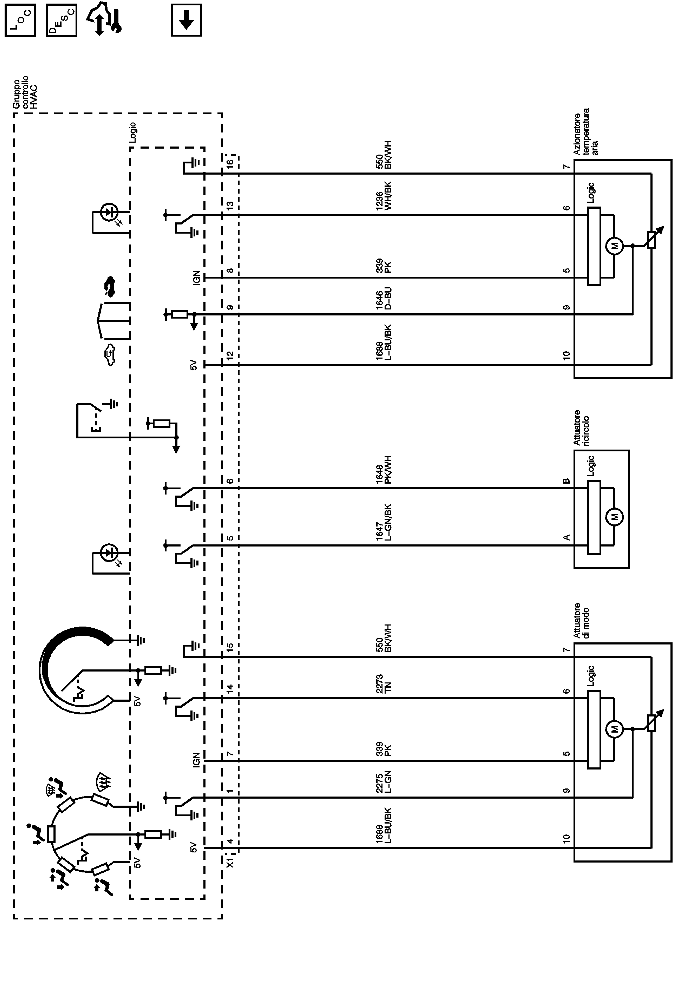 LOC
DESC
Gruppo
controllo
HVAC
Logic
16
550
BK/WH
7
Azionatore
temperatura
aria
13
1236
WH/BK
6
Logic
IGN
8
339
PK
5
M
9
1646
D-BU
9
5V
12
1688
L-BU/BK
10
Attuatore
ricircolo
6
1648
PK/WH
B
Logic
5
1647
L-GN/BK
A
M
Attuatore
di modo
15
550
BK/WH
7
14
2273
TN
6
Logic
5V
IGN
7
339
PK
5
M
1
2275
L-GN
9
5V
5V
4
1688
L-BU/BK
10
X1